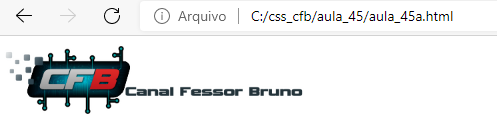 Arquivo C:/css_cfb/aula_45/aula_45a.html
CFB
Canal Fessor Bruno